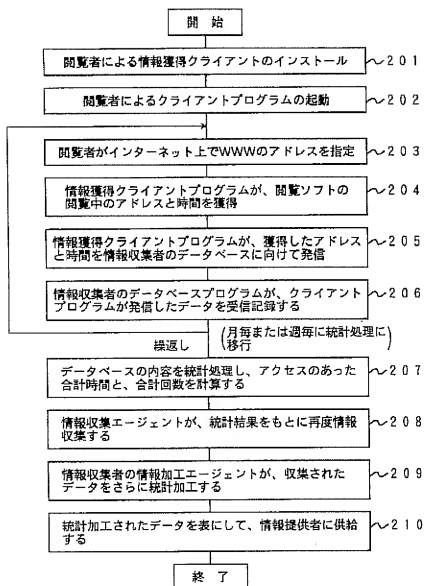 開始
閲覧者による情報獲得クライアントのインストール
201
閲覧者によるクライアントプログラムの起動
202
閲覧者がインターネット上でWWWのアドレスを指定
203
情報獲得クライアントプログラムが、閲覧ソフトの
閲覧中のアドレスと時間を獲得
204
情報獲得クライアントプログラムが、獲得したアドレス
と時間を情報収集者のデータベースに向けて発信
205
情報収集者のデータベースプログラムが、クライアント
プログラムが発信したデータを受信記録する
206
繰返し
(月毎または週毎に統計処理に
移行)
データベースの内容を統計処理し、アクセスのあった
合計時間と、合計回数を計算する
207
情報収集エージェントが、統計結果をもとに再度情報
収集する
208
情報収集者の情報加工エージェントが、収集された
データをさらに統計加工する
209
統計加工されたデータを表にして、情報提供者に供給
する
210
終了